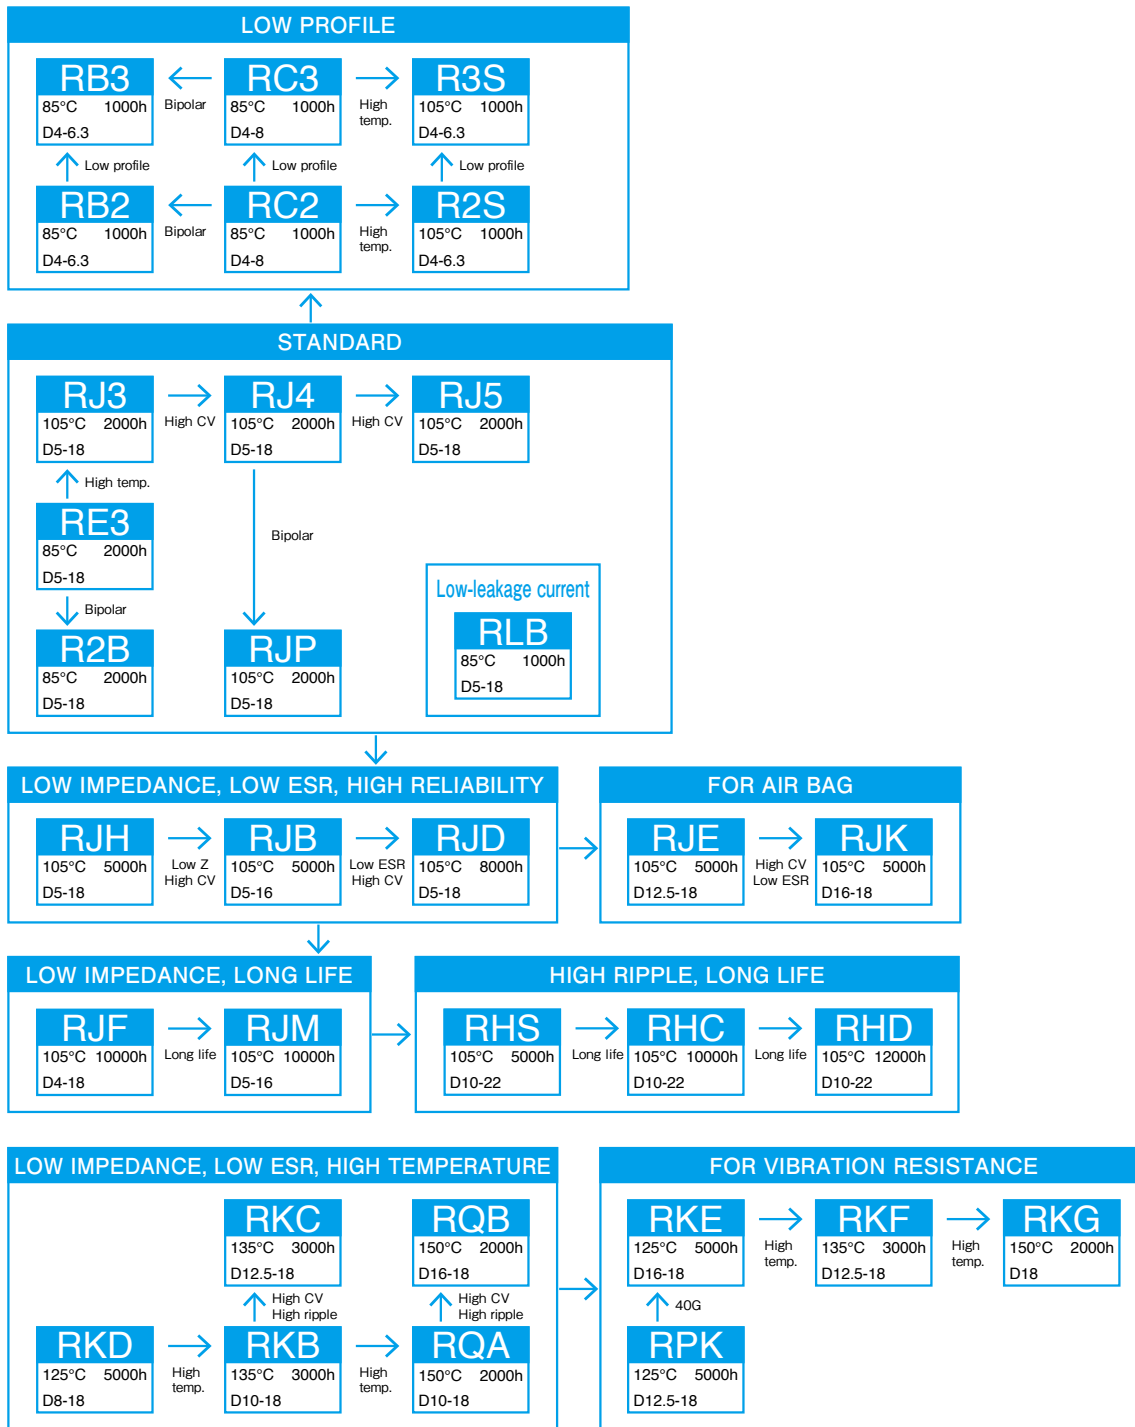 LOW PROFILE
RB3
85°C 1000h
D4-6.3
Bipolar
RC3
85°C 1000h
D4-8
High
temp.
R3S
105°C 1000h
D4-6.3
Low profile
Low profile
Low profile
RB2
85°C 1000h
D4-6.3
Bipolar
RC2
85°C 1000h
D4-8
High
temp.
R2S
105°C 1000h
D4-6.3
STANDARD
RJ3
105°C 2000h
D5-18
High CV
RJ4
105°C 2000h
D5-18
High CV
RJ5
105°C 2000h
D5-18
High temp.
RE3
85°C 2000h
D5-18
Bipolar
Bipolar
R2B
85°C 2000h
D5-18
RJP
105°C 2000h
D5-18
Low-leakage current
RLB
85°C 1000h
D5-18
LOW IMPEDANCE, LOW ESR, HIGH RELIABILITY
RJH
105°C 5000h
D5-18
Low Z
High CV
RJB
105°C 5000h
D5-16
Low ESR
High CV
RJD
105°C 8000h
D5-18
FOR AIR BAG
RJE
105°C 5000h
D12.5-18
High CV
Low ESR
RJK
105°C 5000h
D16-18
LOW IMPEDANCE, LONG LIFE
RJF
105°C 10000h
D4-18
Long life
RJM
105°C 10000h
D5-16
HIGH RIPPLE, LONG LIFE
RHS
105°C 5000h
D10-22
Long life
RHC
105°C 10000h
D10-22
Long life
RHD
105°C 12000h
D10-22
LOW IMPEDANCE, LOW ESR, HIGH TEMPERATURE
RKC
135°C 3000h
D12.5-18
RQB
150°C 2000h
D16-18
High CV
High ripple
High CV
High ripple
RKD
125°C 5000h
D8-18
High
temp.
RKB
135°C 3000h
D10-18
High
temp.
RQA
150°C 2000h
D10-18
FOR VIBRATION RESISTANCE
RKE
125°C 5000h
D16-18
High
temp.
RKF
135°C 3000h
D12.5-18
High
temp.
RKG
150°C 2000h
D18
40G
RPK
125°C 5000h
D12.5-18